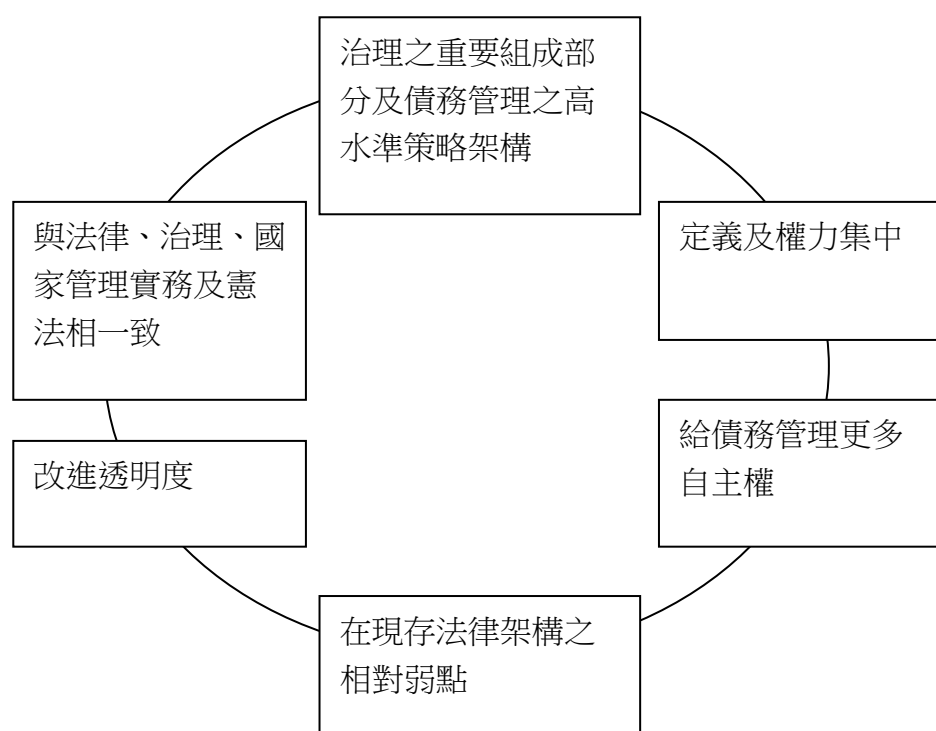 治理之重要組成部
分及債務管理之高
水準策略架構
定義及權力集中
給債務管理更多
自主權
在現存法律架構之
相對弱點
改進透明度
與法律、治理、國
家管理實務及憲
法相一致